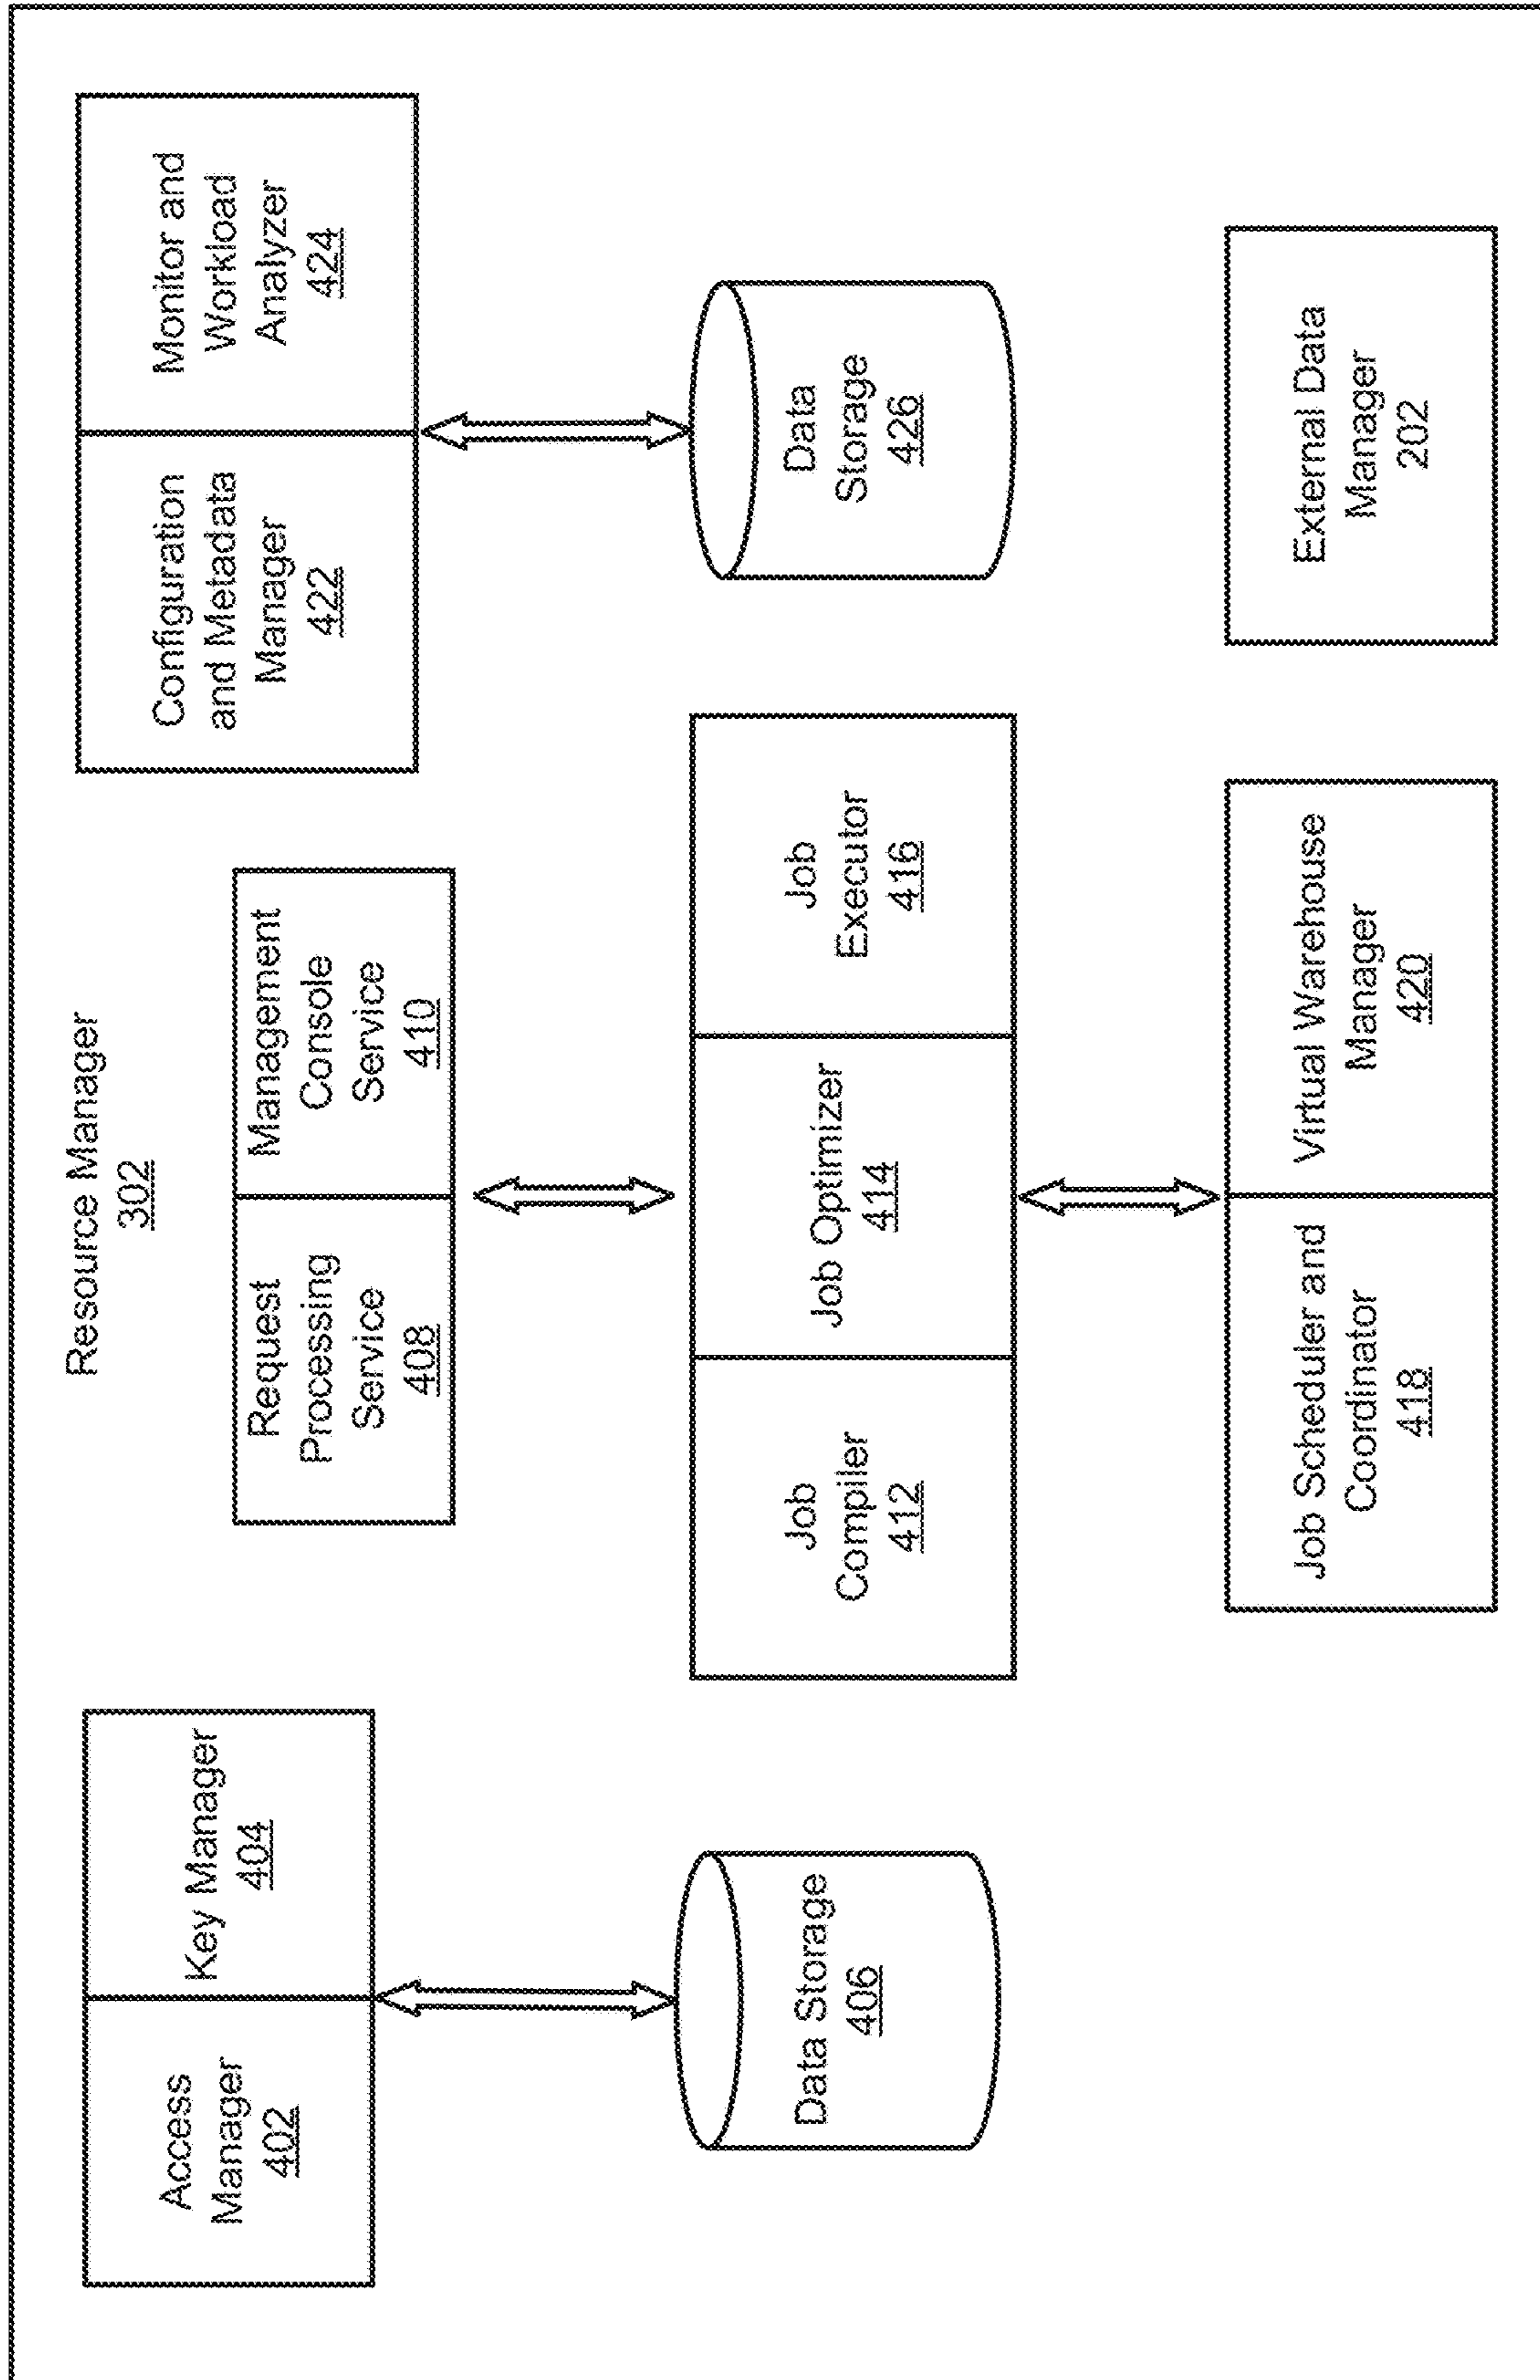 Resource Manager
302
Access
Manager
402
Key Manager
404
Request
Processing
Service
408
Management
Console
Service
410
Configuration
and Metadata
Manager
422
Monitor and
Workload
Analyzer
424
Data Storage
406
Job
Compiler
412
Job Optimizer
414
Job
Executor
416
Data
Storage
426
Job Scheduler and
Coordinator
418
Virtual Warehouse
Manager
420
External Data
Manager
202